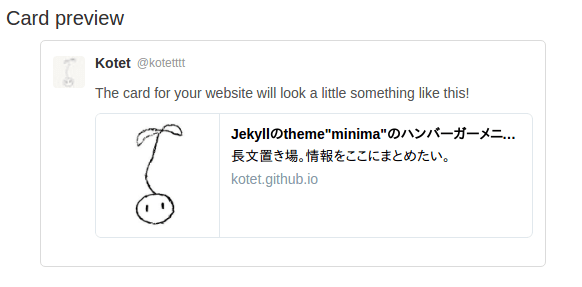 Card preview
Kotet @kotetttt
The card for your website will look a little something like this!
Jekyllのtheme"minima"のハンバーガーメニ...
長文置き場。情報をここにまとめたい。
kotet.github.io